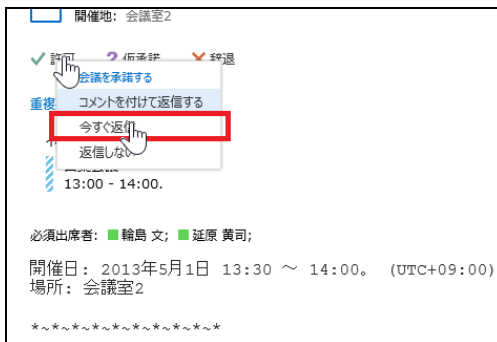 開催地: 会議室2
許可 ? 仮承諾 辞退
会議を承諾する
重複
コメントを付けて返信する
今すぐ返信
返信しない
13:00 - 14:00.
必須出席者: 輪島 文; 延原 黄司;
開催日: 2013年5月1日 13:30 ～ 14:00。 (UTC+09:00)
場所: 会議室2
*~*~*~*~*~*~*~*~*~*